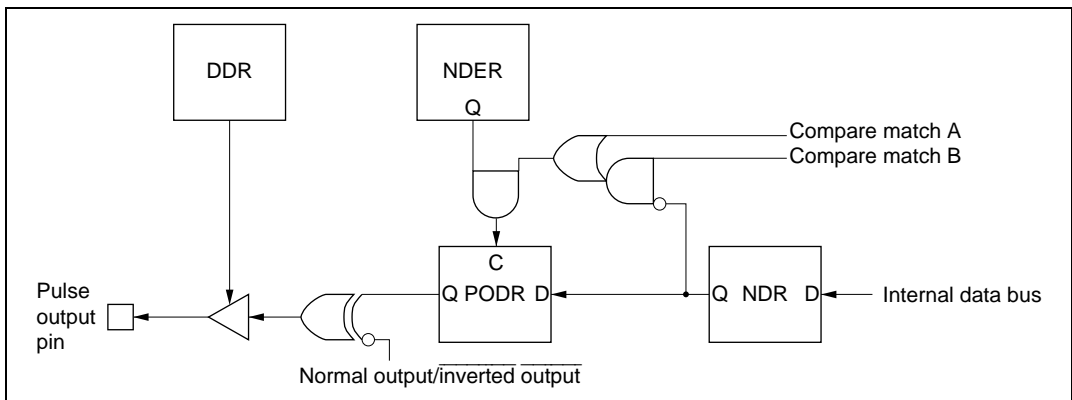 DDR
NDER
Q
Compare match A
Compare match B
C
Q PODR D
Q NDR D
Internal data bus
Pulse
output
pin
Normal output/inverted output